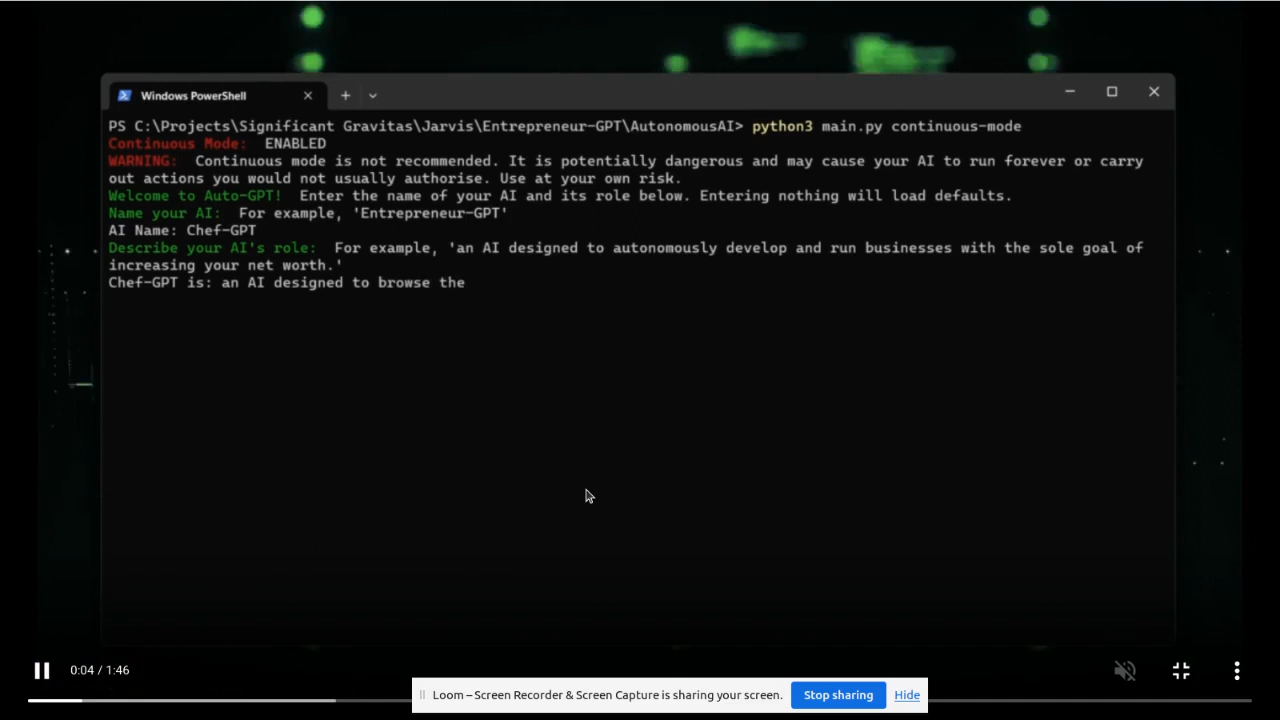 Windows PowerShell
PS C:\Projects\Significant Gravitas\Jarvis\Entrepreneur-GPT\AutonomousAI> python3 main.py continuous-mode
Continuous Mode: ENABLED
WARNING: Continuous mode is not recommended. It is potentially dangerous and may cause your AI to run forever or carry
out actions you would not usually authorise. Use at your own risk.
Welcome to Auto-GPT! Enter the name of your AI and its role below. Entering nothing will load defaults.
Name your AI: For example, 'Entrepreneur-GPT'
AI Name: Chef-GPT
Describe your AI's role: For example, 'an AI designed to autonomously develop and run businesses with the sole goal of
increasing your net worth.'
Chef-GPT is: an AI designed to browse the
0:04 / 1:46
Loom – Screen Recorder & Screen Capture is sharing your screen. Stop sharing Hide